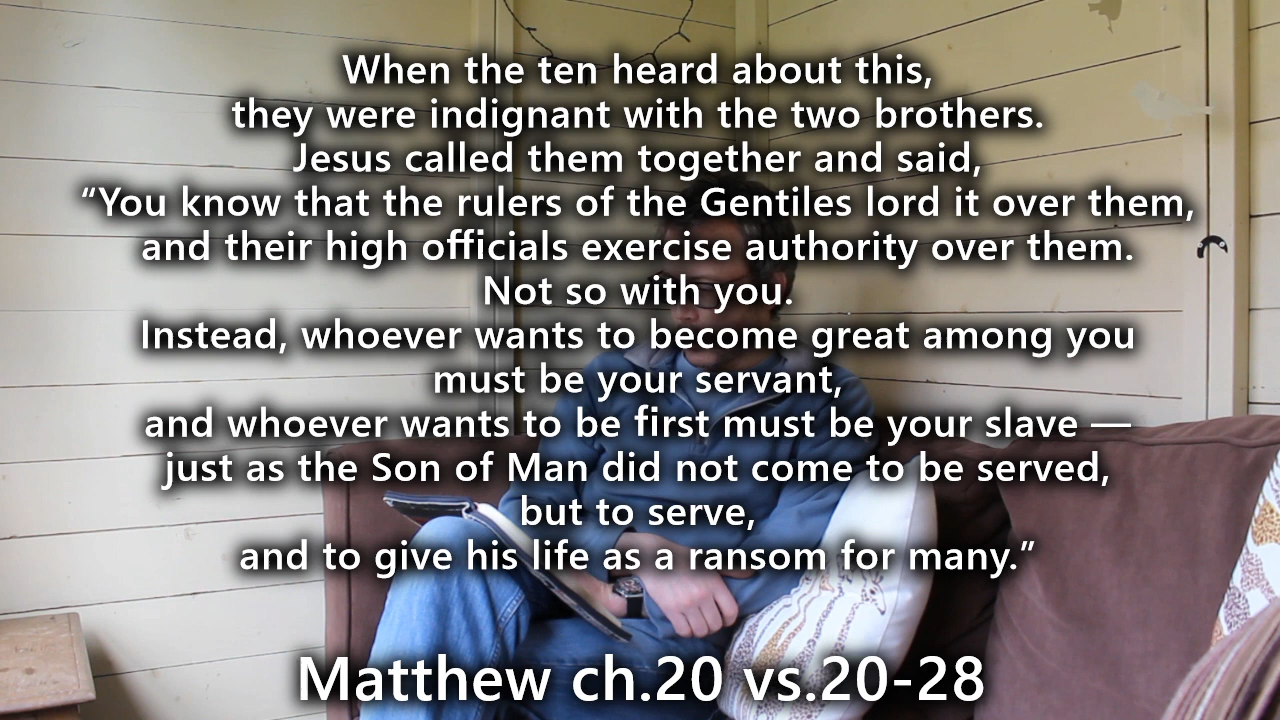 When the ten heard about this,
they were indignant with the two brothers.
Jesus called them together and said,
“You know that the rulers of the Gentiles lord it over them,
and their high officials exercise authority over them.
Not so with you.
Instead, whoever wants to become great among you
must be your servant,
and whoever wants to be first must be your slave —
just as the Son of Man did not come to be served,
but to serve,
and to give his life as a ransom for many.”
Matthew ch.20 vs.20-28